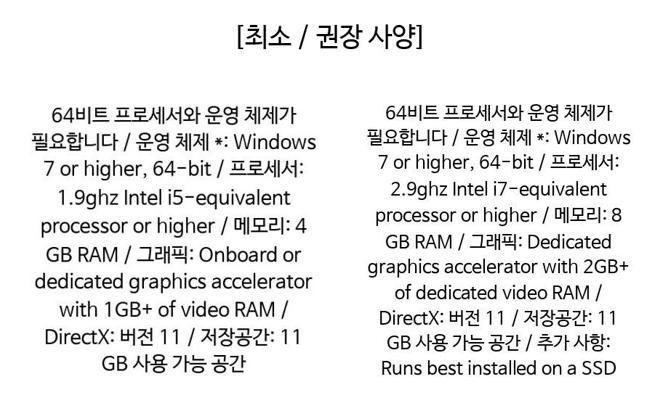 [최소 / 권장 사양]
64비트 프로세서와 운영 체제가
필요합니다 / 운영 체제 *: Windows
7 or higher, 64-bit / 프로세서:
1.9ghz Intel i5-equivalent
processor or higher / 메모리: 4
GB RAM / 그래픽: Onboard or
dedicated graphics accelerator
with 1GB+ of video RAM /
DirectX: 버전 11 / 저장공간: 11
GB 사용 가능 공간
64비트 프로세서와 운영 체제가
필요합니다 / 운영 체제 *: Windows
7 or higher, 64-bit / 프로세서:
2.9ghz Intel i7-equivalent
processor or higher / 메모리: 8
GB RAM / 그래픽: Dedicated
graphics accelerator with 2GB+
of dedicated video RAM /
DirectX: 버전 11 / 저장공간: 11
GB 사용 가능 공간 / 추가 사항:
Runs best installed on a SSD